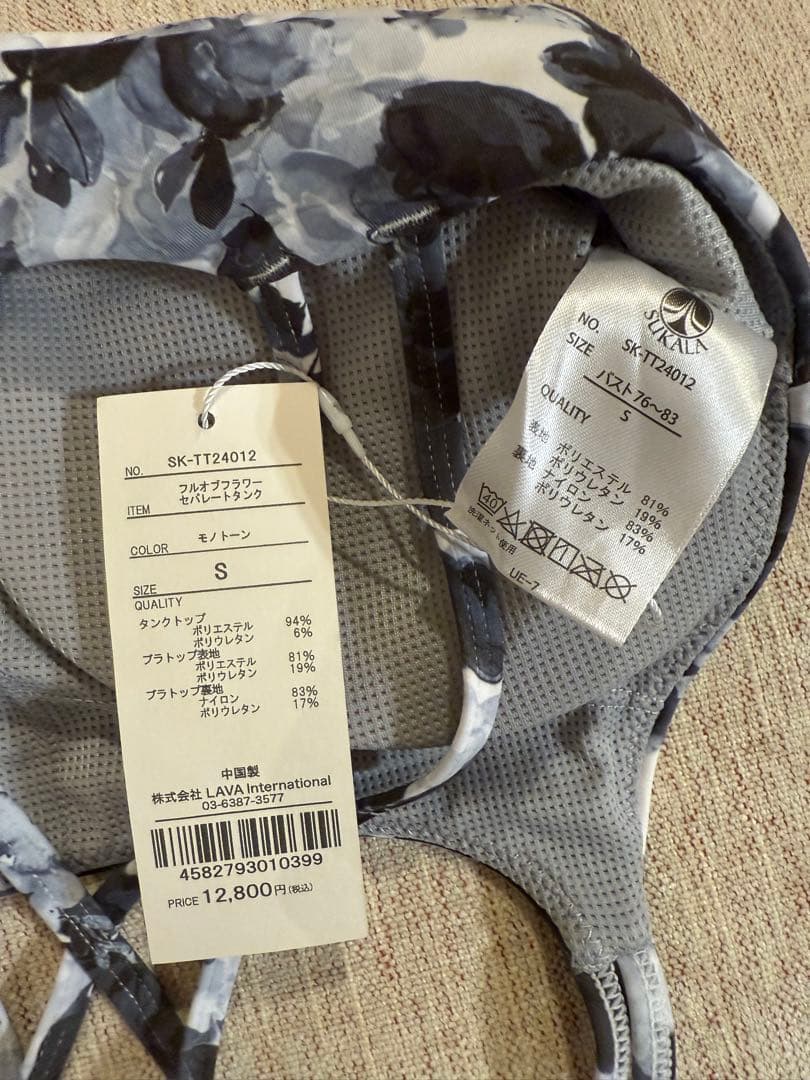 NO. SK-TT24012
ITEM フルオブフラワー
セパレートタンク
COLOR モノトーン
SIZE S
QUALITY
タンクトップ
ポリエステル 94%
ポリウレタン 6%
ブラトップ表地
ポリエステル 81%
ポリウレタン 19%
ブラトップ裏地
ナイロン 83%
ポリウレタン 17%
中国製
株式会社 LAVA International
03-6387-3577
4582793010399
PRICE 12,800円(税込)
SUKALA
NO. SK-TT24012
SIZE バスト76~83
S
QUALITY
表地 ポリエステル 81%
ポリウレタン 19%
裏地 ナイロン 83%
ポリウレタン 17%
40
洗濯ネット使用
UE-7